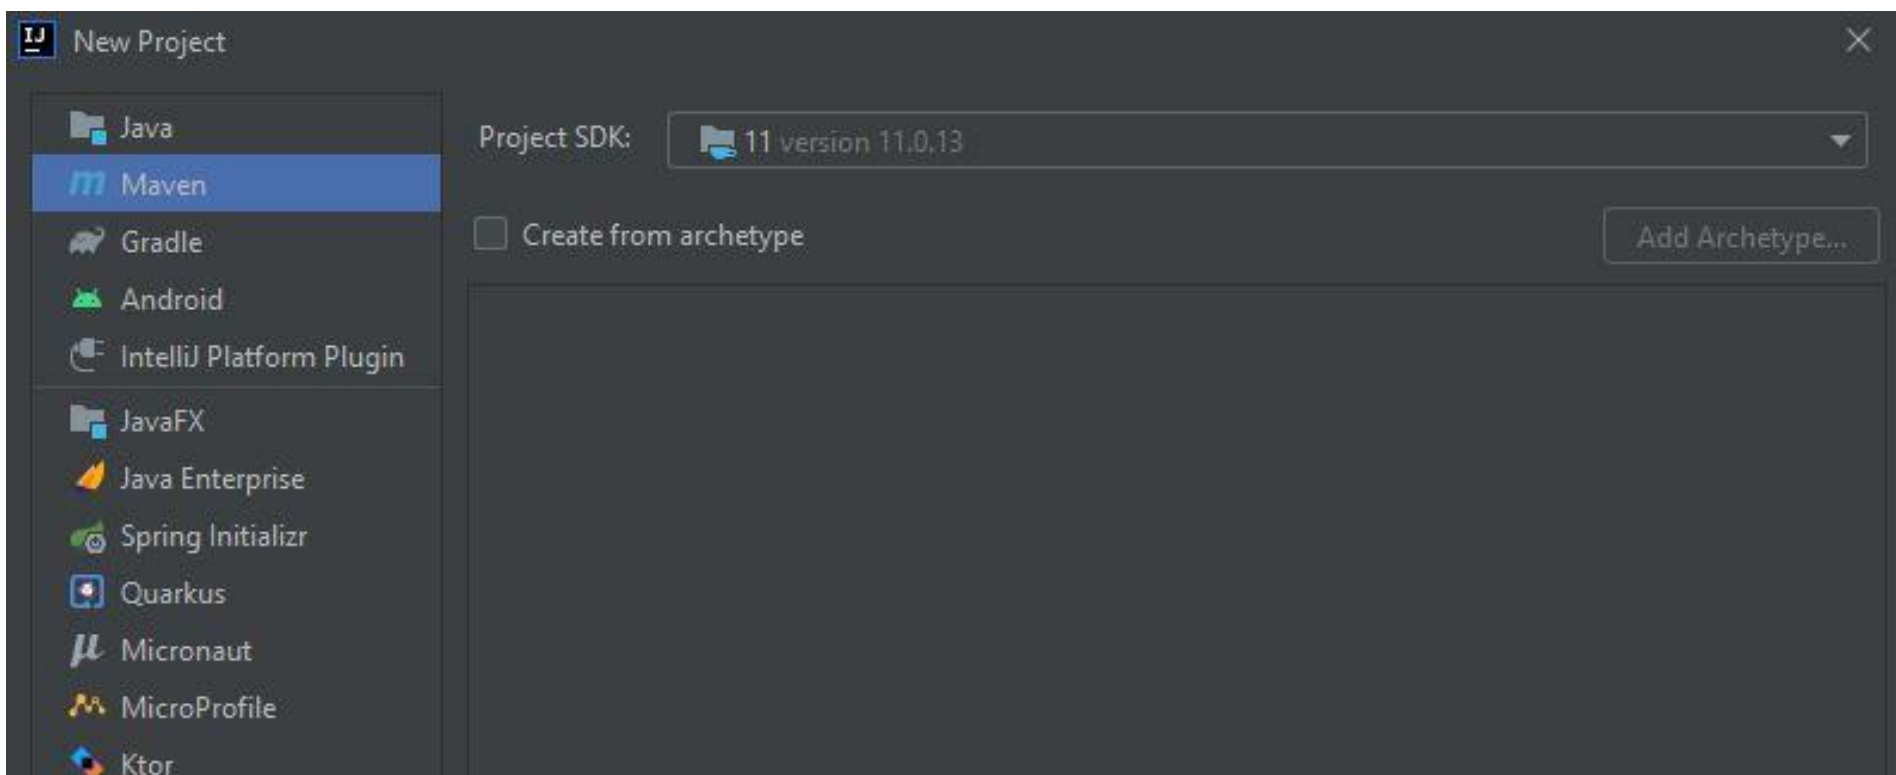 IJ
New Project
Java
Maven
Gradle
Android
IntelliJ Platform Plugin
JavaFX
Java Enterprise
Spring Initializr
Quarkus
Micronaut
MicroProfile
Ktor
Project SDK: 11 version 11.0.13
Create from archetype
Add Archetype...